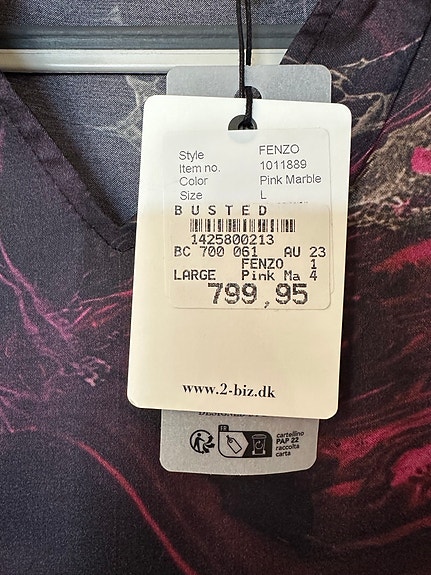 Style FENZO
Item no. 1011889
Color Pink Marble
Size L
BUSTED
1425800213
BC 700 061 AU 23
FENZO 1
LARGE Pink Ma 4
799,95
www.2-biz.dk
FR
cartellino
PAP 22
raccolta
carta